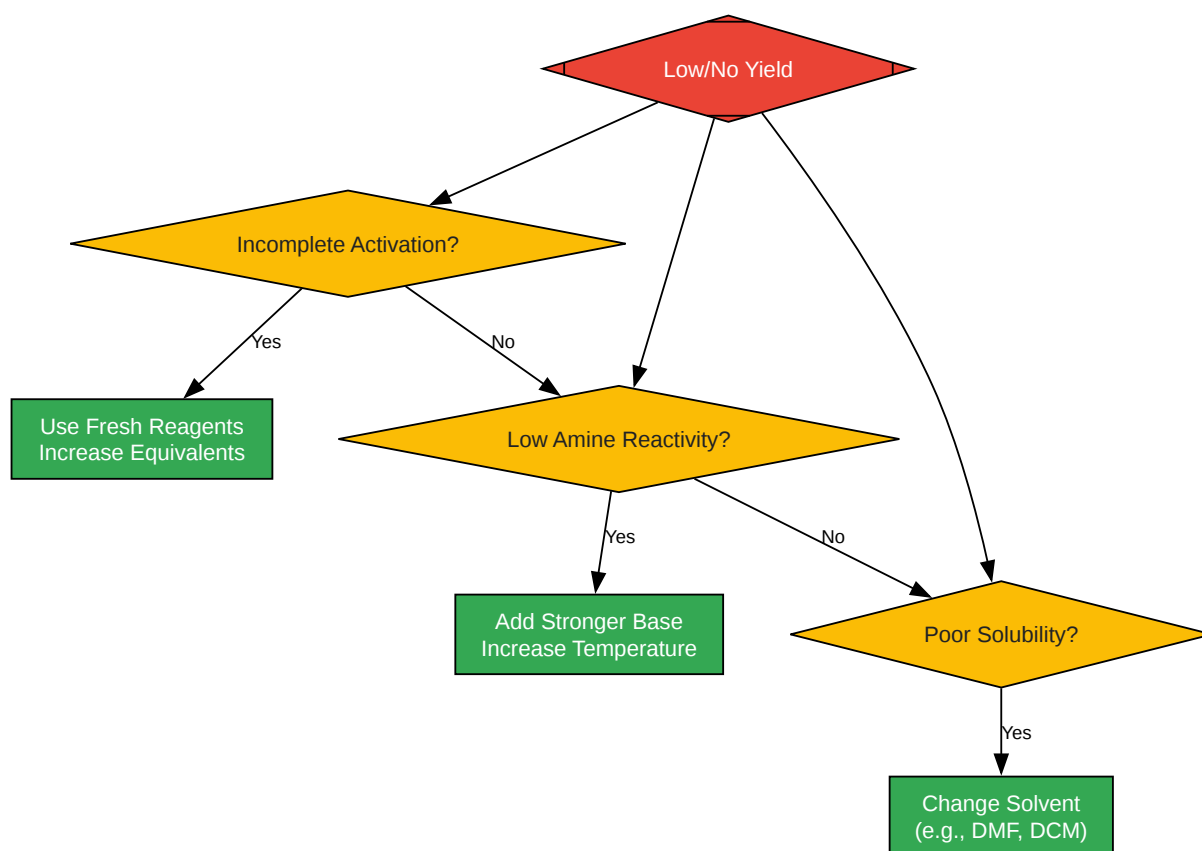 Low/No Yield
Incomplete Activation?
Yes
No
Use Fresh Reagents
Increase Equivalents
Low Amine Reactivity?
Yes
No
Add Stronger Base
Increase Temperature
Poor Solubility?
Yes
Change Solvent
(e.g., DMF, DCM)